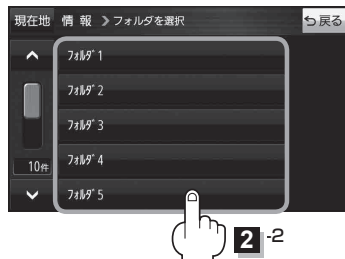 現在地 情 報 》フォルダを選択 戻る
ﾌｫﾙﾀﾞ 1
ﾌｫﾙﾀﾞ 2
ﾌｫﾙﾀﾞ 3
ﾌｫﾙﾀﾞ 4
10件
ﾌｫﾙﾀﾞ 5
2 -2